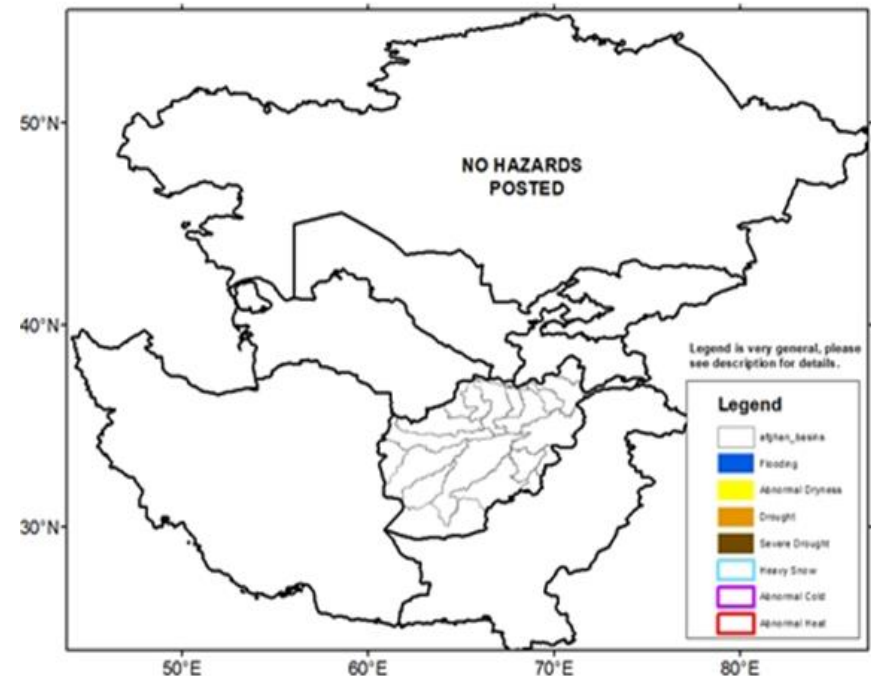 50°N
NO HAZARDS
POSTED
40°N
Legend is very general, please
see description for details.
Legend
afghan_basins
Flooding
Abnormal Dryness
Drought
30°N
Severe Drought
Heavy Snow
Abnormal Cold
Abnormal Heat
50°E 60°E 70°E 80°E